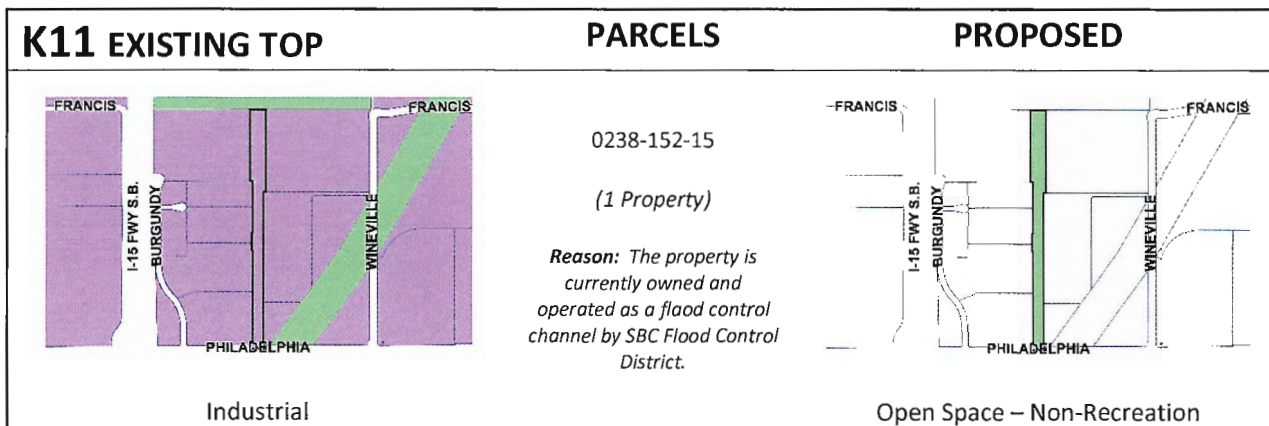 K11 EXISTING TOP
PARCELS
PROPOSED
FRANCIS
FRANCIS
I-15 FWY S.B.
BURGUNDY
WINEVILLE
PHILADELPHIA
Industrial
0238-152-15
(1 Property)
Reason: The property is
currently owned and
operated as a flaod control
channel by SBC Flood Control
District.
FRANCIS
FRANCIS
I-15 FWY S.B.
BURGUNDY
WINEVILLE
PHILADELPHIA
Open Space – Non-Recreation